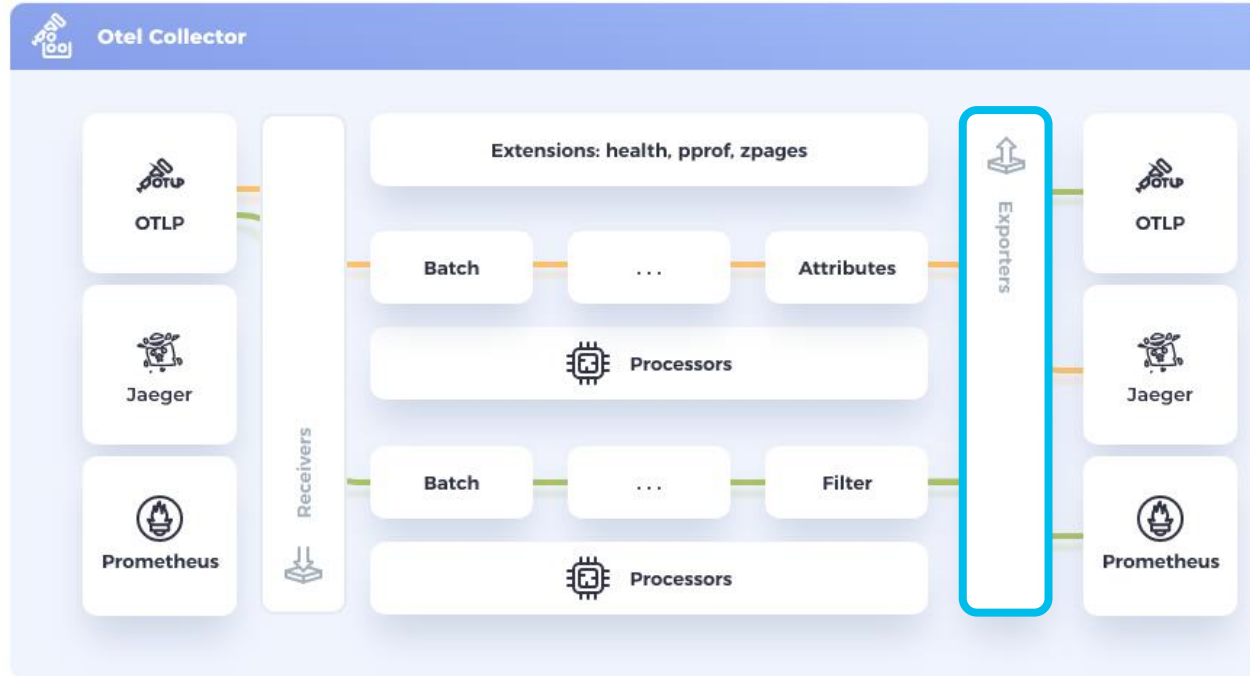 Otel Collector
OTLP
OTLP
Jaeger
Prometheus
Receivers
Extensions: health, pprof, zpages
Batch
...
Attributes
Processors
Batch
...
Filter
Processors
Exporters
OTLP
OTLP
Jaeger
Prometheus